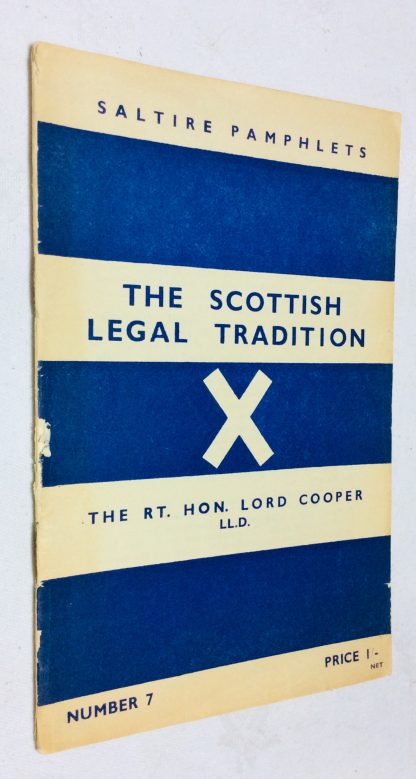 SALTIRE PAMPHLETS
THE SCOTTISH
LEGAL TRADITION
THE RT. HON. LORD COOPER
LL.D.
PRICE 1/-
NET
NUMBER 7